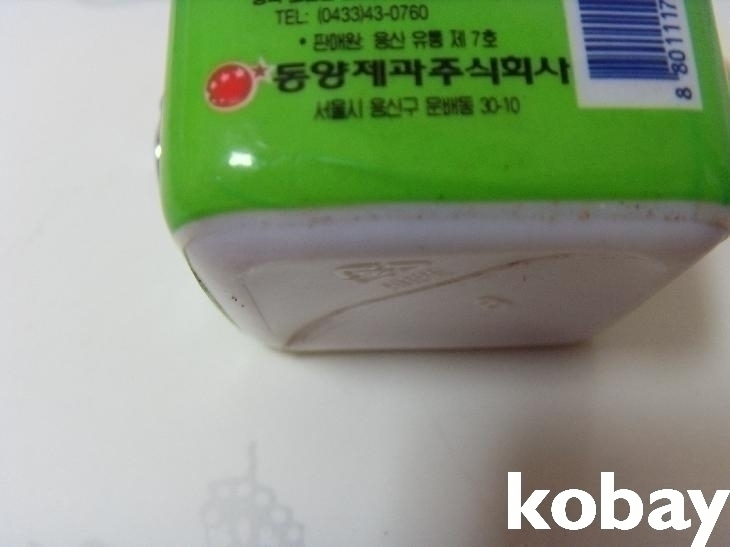 TEL: (0433)43-0760
• 판매원: 용산 유통 제 7호
동양제과주식회사
서울시 용산구 문배동 30-10
8 801117
kobay